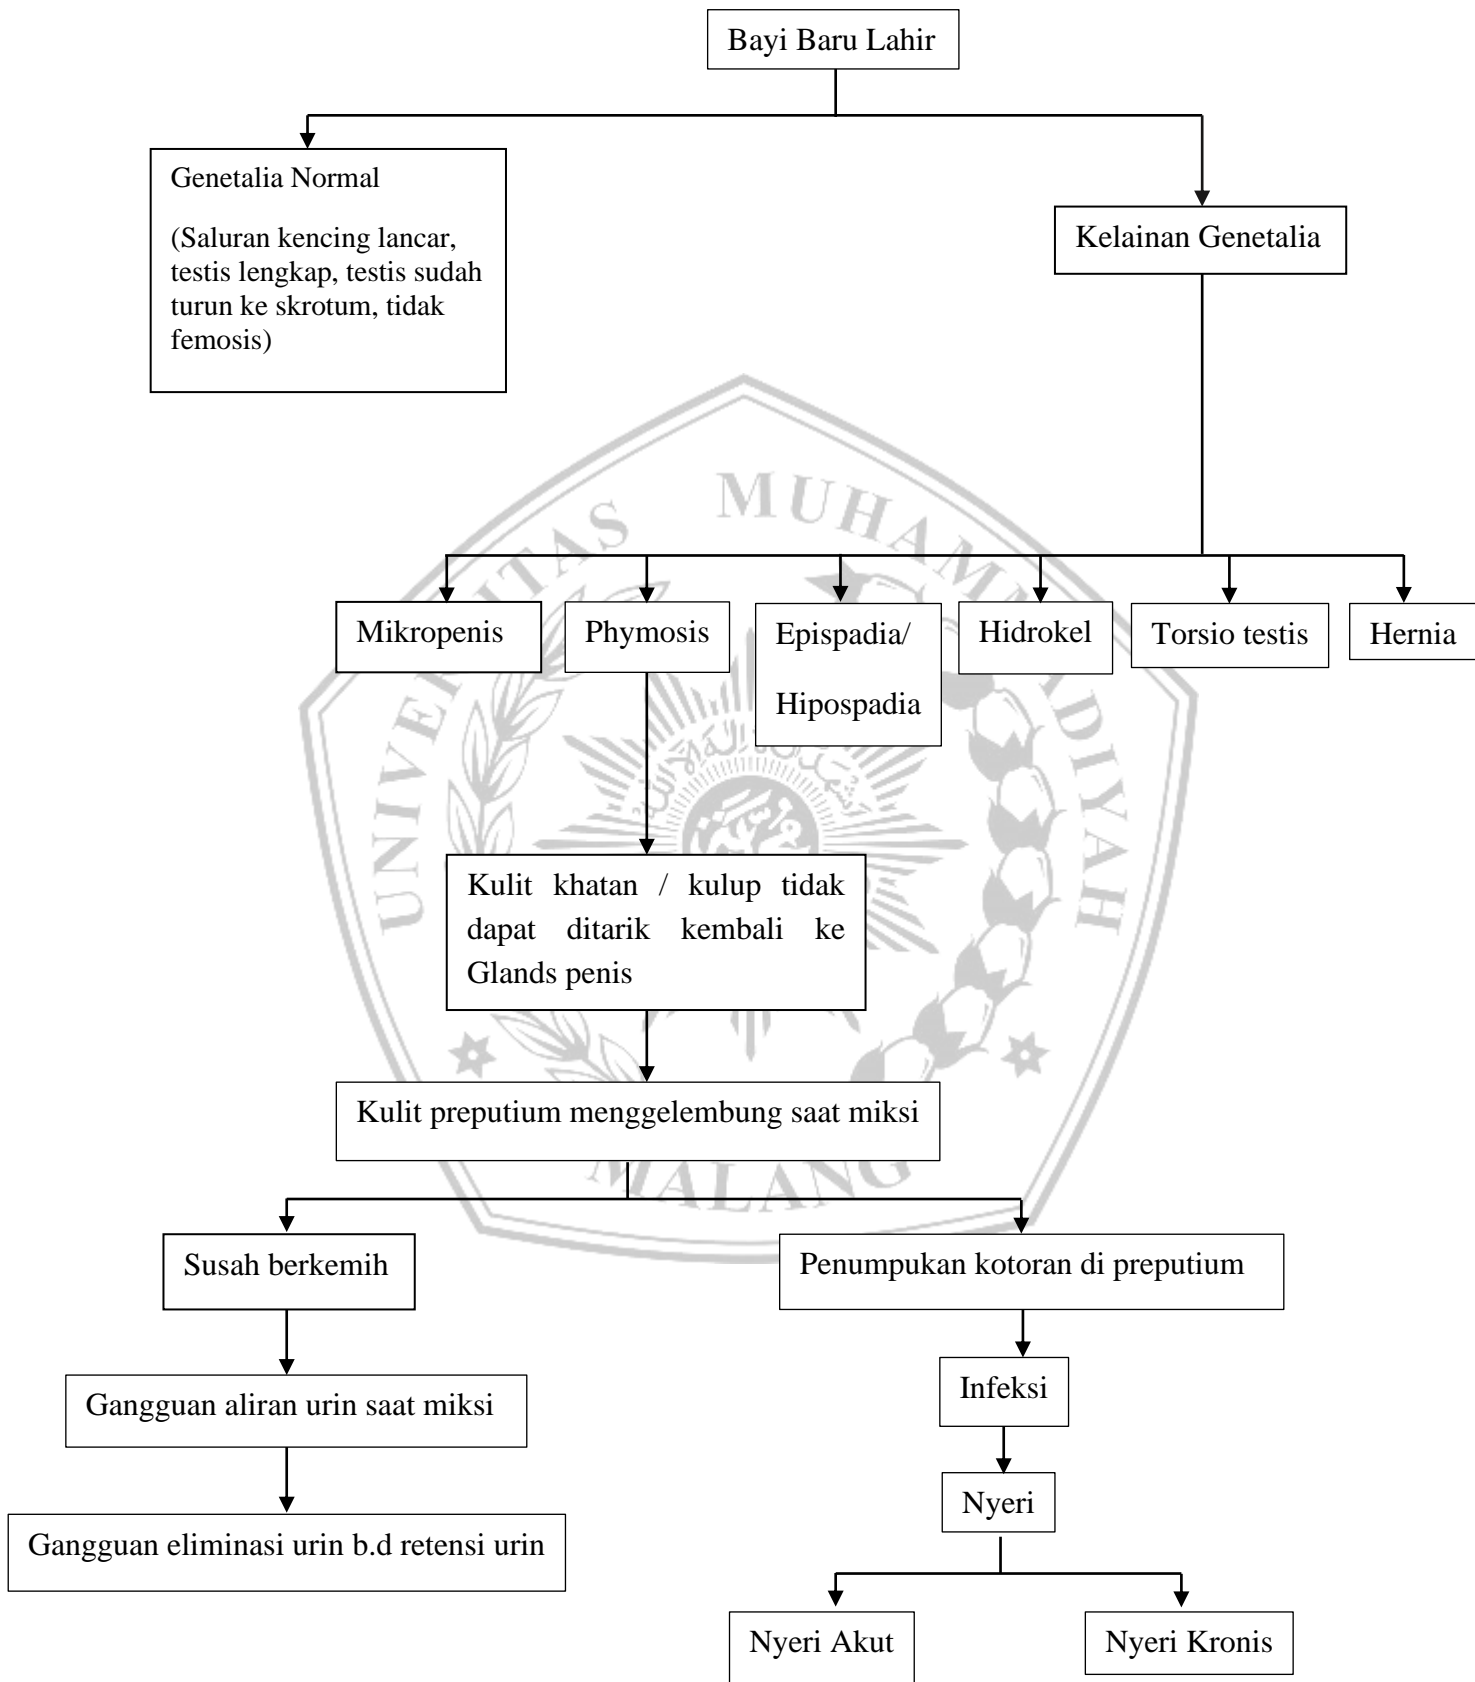 Bayi Baru Lahir
Genetalia Normal
(Saluran kencing lancar,
testis lengkap, testis sudah
turun ke skrotum, tidak
femosis)
Kelainan Genetalia
UNIVERSITAS MUHAMMADIYAH
Mikropenis
Phymosis
Epispadia/
Hipospadia
Hidrokel
Torsio testis
Hernia
Kulit khatan / kulup tidak
dapat ditarik kembali ke
Glands penis
Kulit preputium menggelembung saat miksi
MALANG
Susah berkemih
Penumpukan kotoran di preputium
Gangguan aliran urin saat miksi
Infeksi
Nyeri
Gangguan eliminasi urin b.d retensi urin
Nyeri Akut
Nyeri Kronis